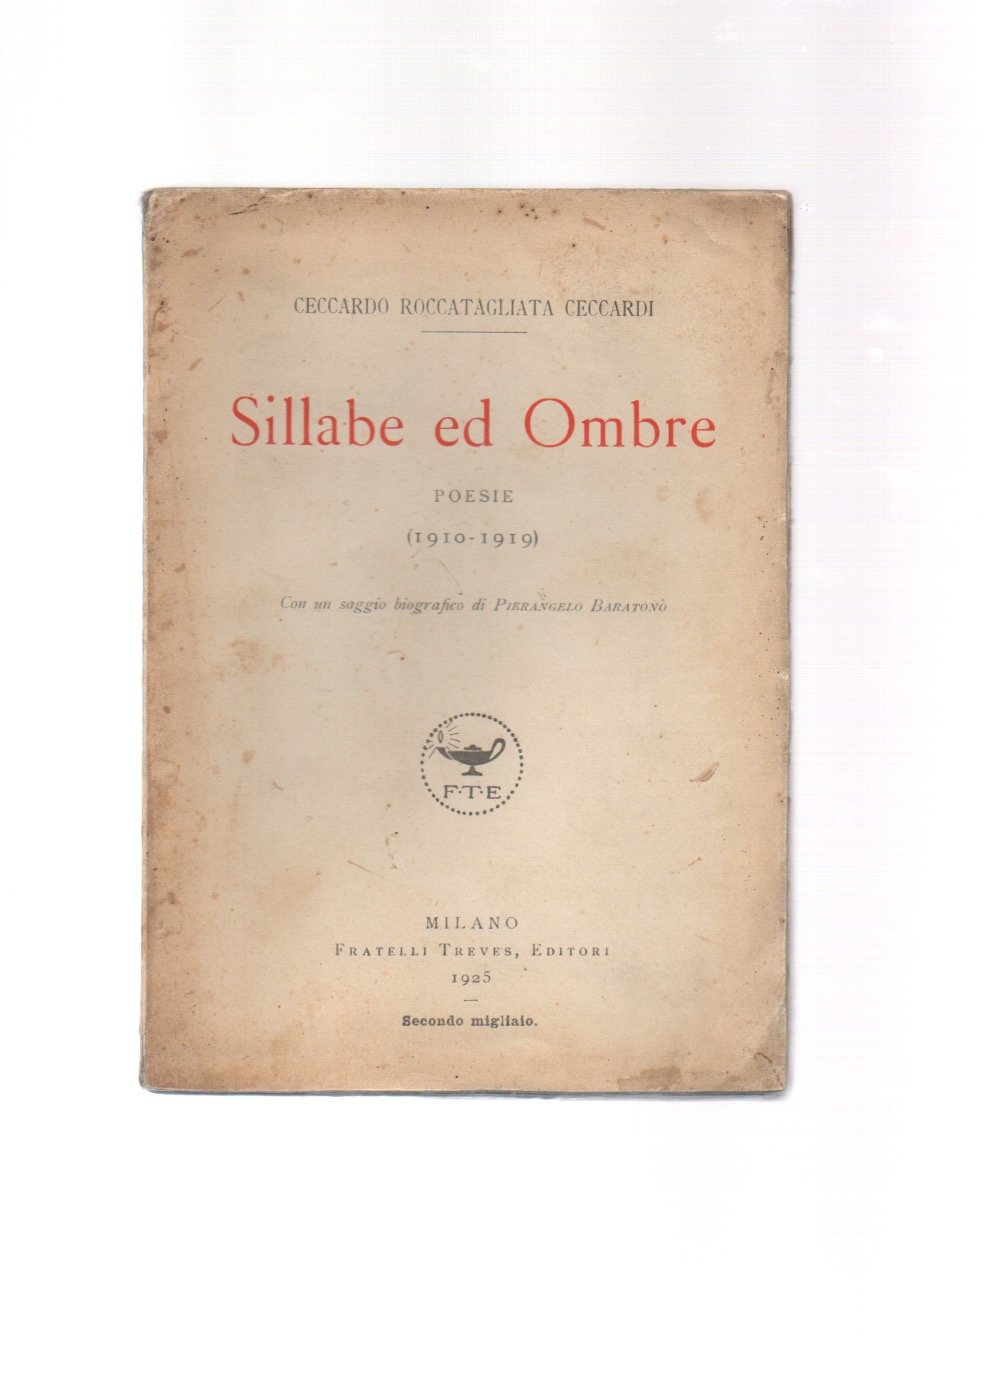 CECCARDO ROCCATAGLIATA CECCARDI
Sillabe ed Ombre
POESIE
(1910-1919)
Con un saggio biografico di PIERANGELO BARATONO
F·T·E
MILANO
FRATELLI TREVES, EDITORI
1925
Secondo migliaio.